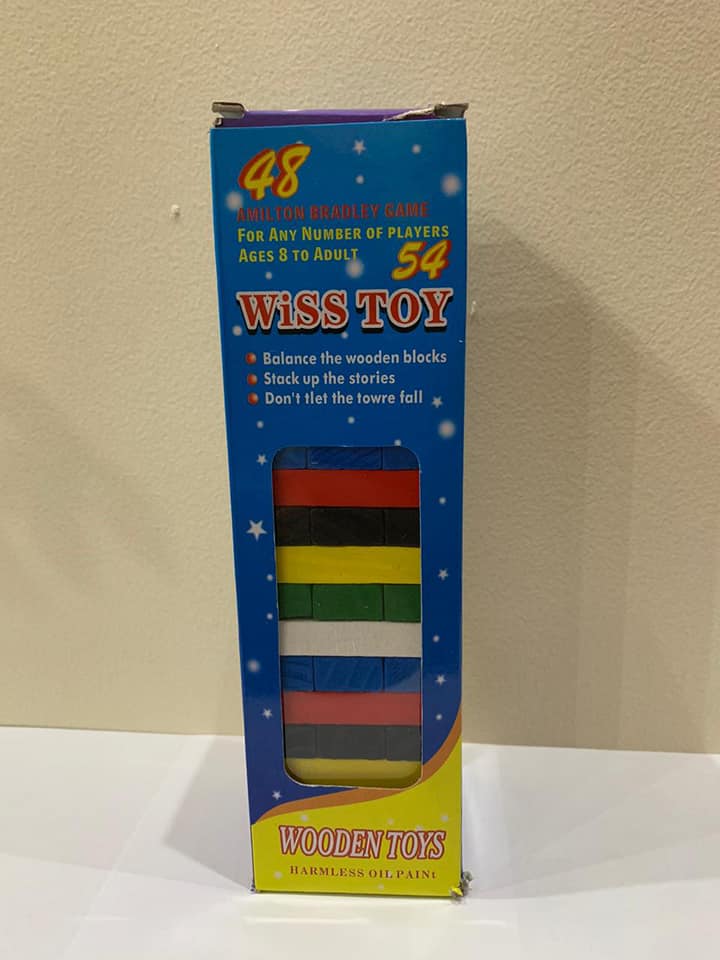 48
AMILTON BRADLEY GAME
FOR ANY NUMBER OF PLAYERS
AGES 8 TO ADULT
54
WiSS TOY
Balance the wooden blocks
Stack up the stories
Don't tlet the towre fall
WOODEN TOYS
HARMLESS OIL PAINt